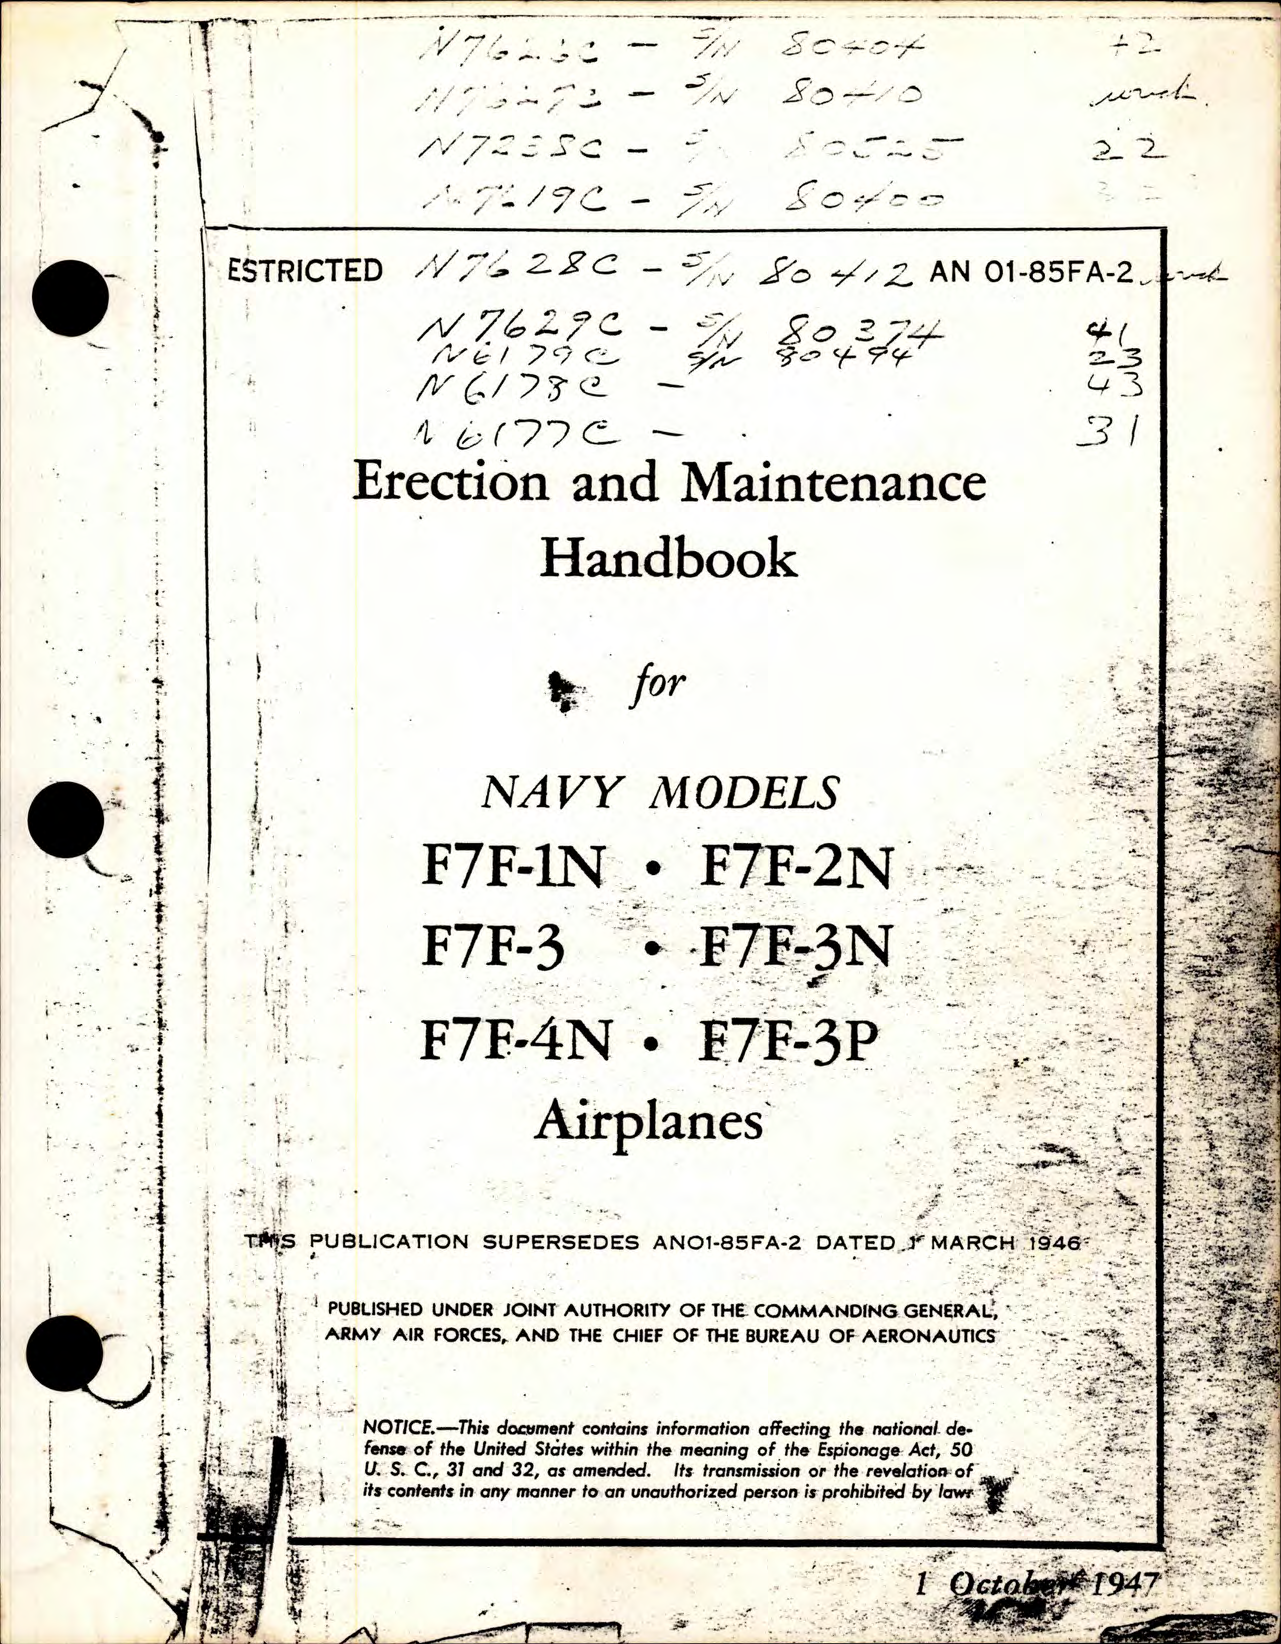 N7623C — S/N 80404
— S/N 80410 wreck
N7238C — 80525 22
N7619C — S/N 80400
ESTRICTED N7628C — S/N 80412 AN 01-85FA-2 wreck
N7629C — S/N 80374 41
N6179C S/N 80494 23
N6178C — 43
N6177C — 31
Erection and Maintenance
Handbook
for
NAVY MODELS
F7F-1N • F7F-2N
F7F-3 • F7F-3N
F7F-4N • F7F-3P
Airplanes
THIS PUBLICATION SUPERSEDES AN01-85FA-2 DATED 1 MARCH 1946
PUBLISHED UNDER JOINT AUTHORITY OF THE COMMANDING GENERAL,
ARMY AIR FORCES, AND THE CHIEF OF THE BUREAU OF AERONAUTICS
NOTICE.—This document contains information affecting the national de-
fense of the United States within the meaning of the Espionage Act, 50
U. S. C., 31 and 32, as amended. Its transmission or the revelation of
its contents in any manner to an unauthorized person is prohibited by law.
1 October 1947